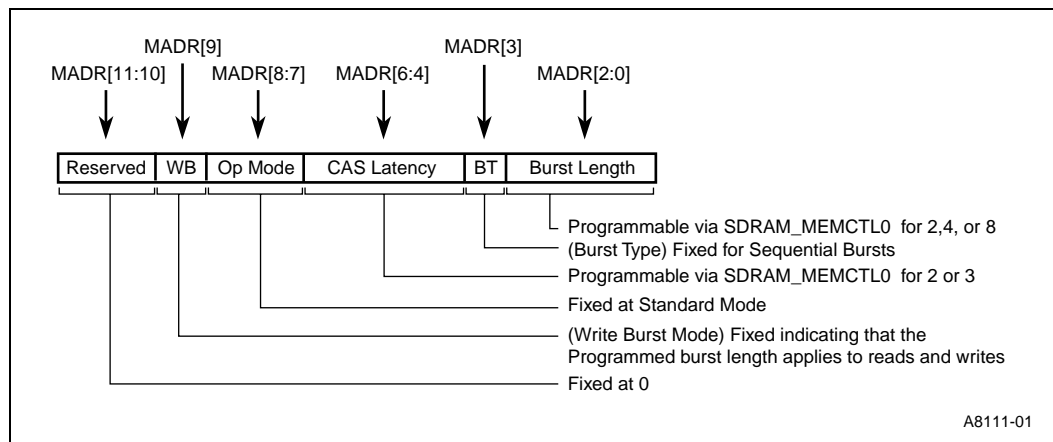 MADR[9]
MADR[3]
MADR[11:10]
MADR[8:7]
MADR[6:4]
MADR[2:0]
Reserved
WB
Op Mode
CAS Latency
BT
Burst Length
Programmable via SDRAM_MEMCTL0 for 2,4, or 8
(Burst Type) Fixed for Sequential Bursts
Programmable via SDRAM_MEMCTL0 for 2 or 3
Fixed at Standard Mode
(Write Burst Mode) Fixed indicating that the
Programmed burst length applies to reads and writes
Fixed at 0
A8111-01